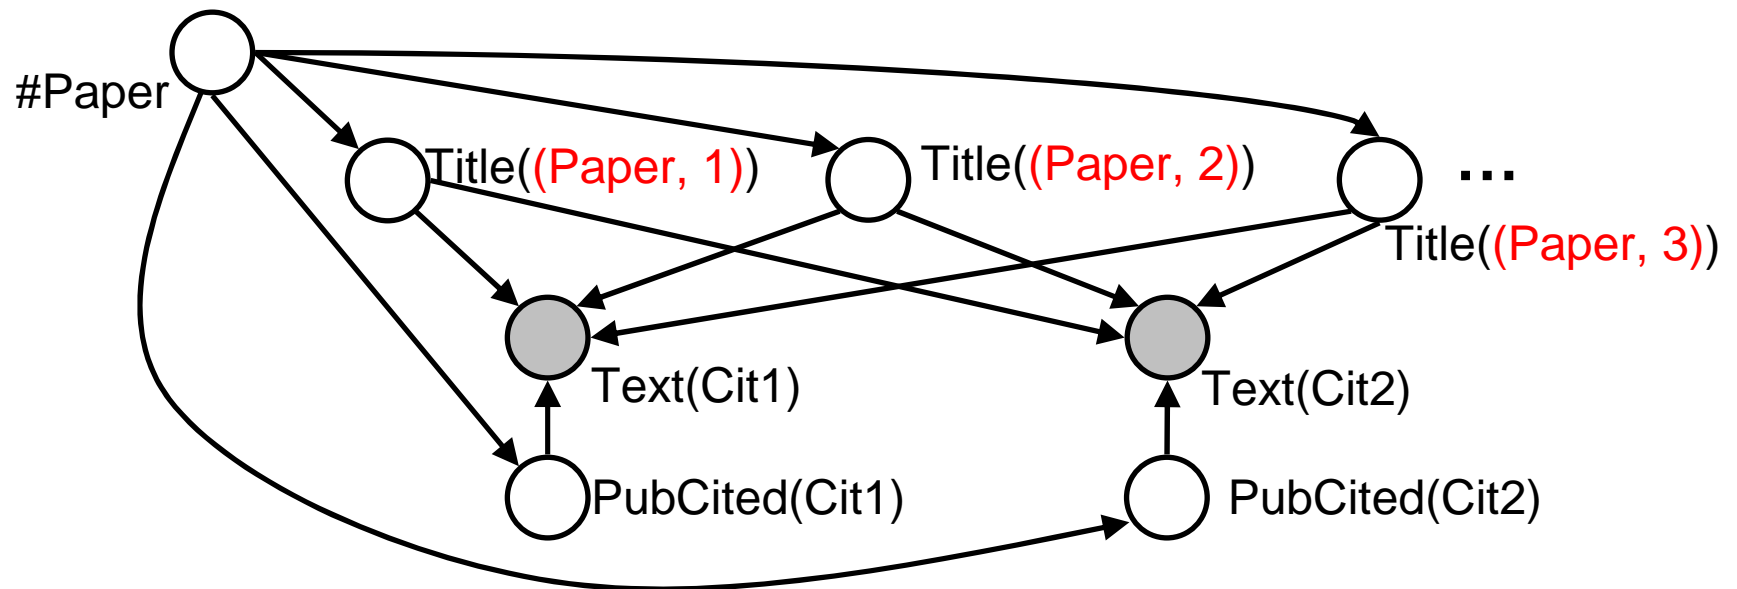 #Paper
Title((Paper, 1))
Title((Paper, 2))
...
Title((Paper, 3))
Text(Cit1)
Text(Cit2)
PubCited(Cit1)
PubCited(Cit2)